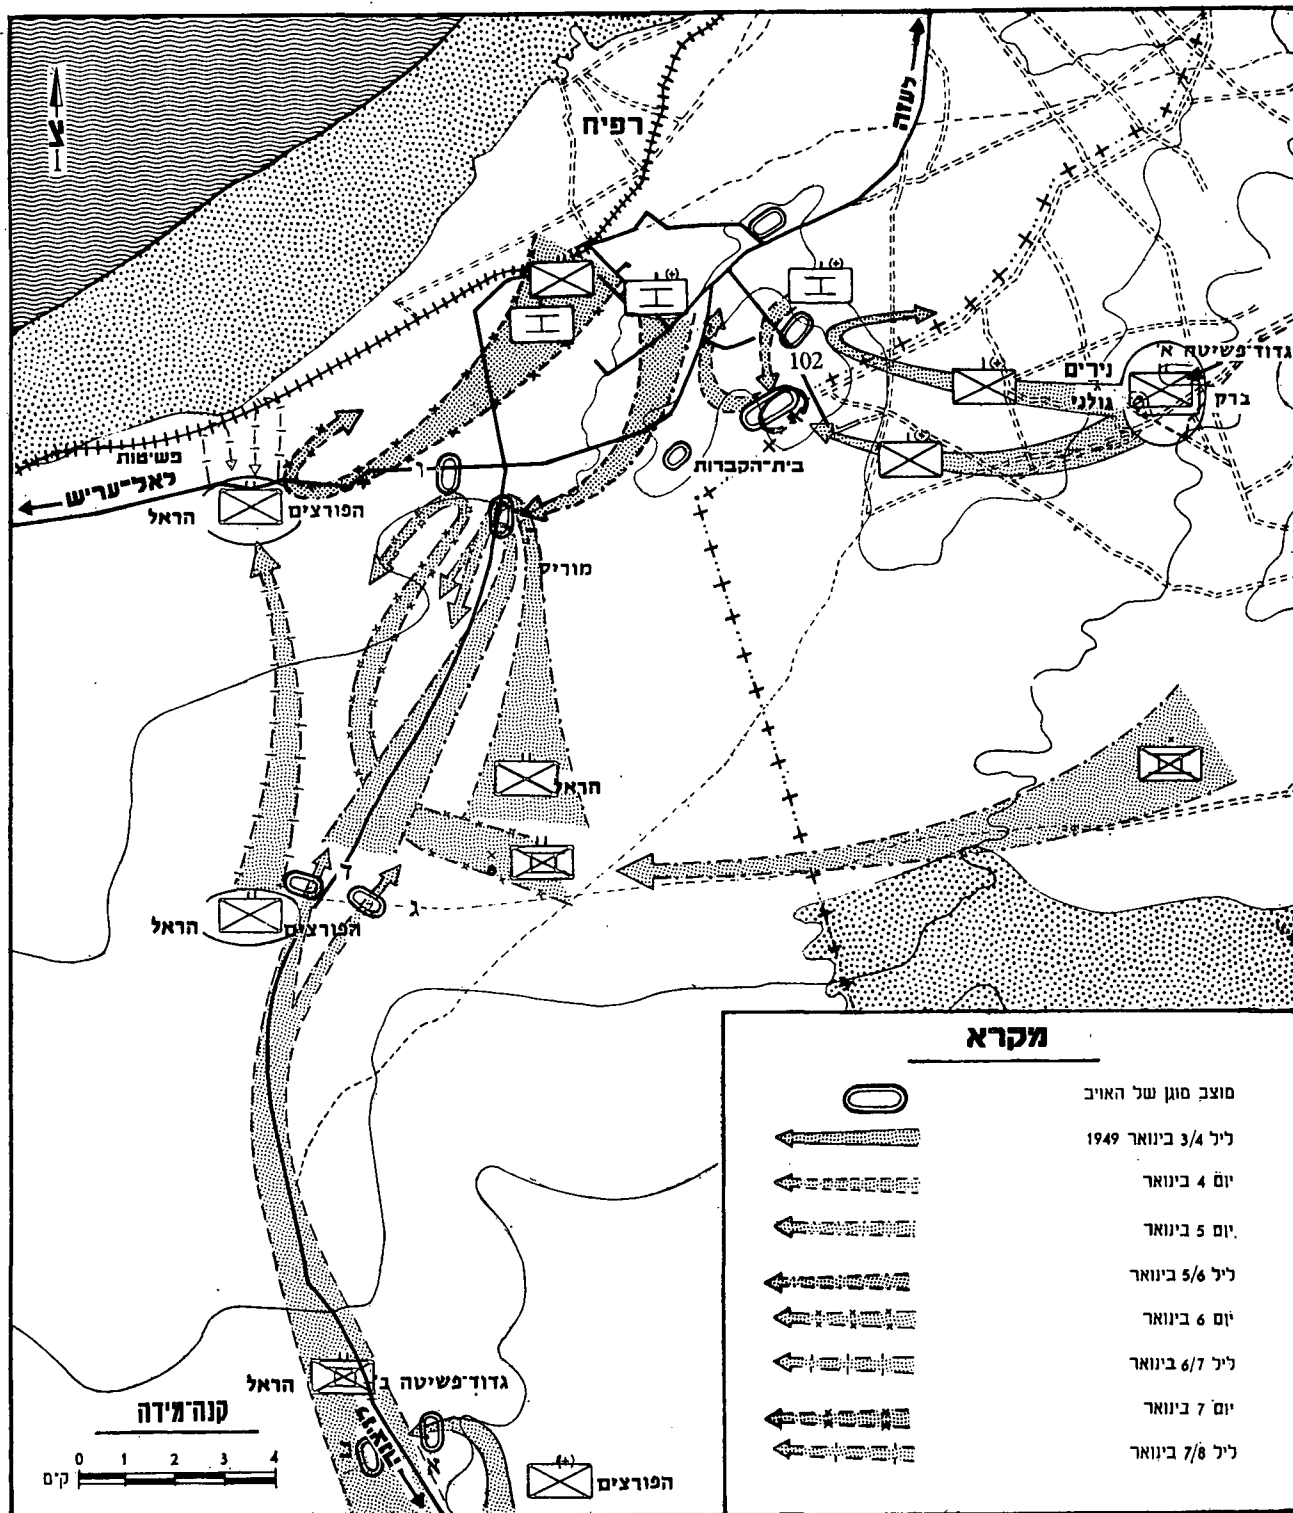 צ
רפיח
לעזה
102
נירים
גולני
גדוד־פשיטה א'
ברק
בית־הקברות
פשיטות
לאל־עריש
הראל
הפורצים
ו
מוריס
הראל
ד
ג
הראל
הפורצים
הראל
גדוד־פשיטה ב'
הפורצים
קנה־מידה
0 1 2 3 4
ק״מ
מקרא
מוצב מוגן של האויב
ליל 3/4 בינואר 1949
יום 4 בינואר
יום 5 בינואר
ליל 5/6 בינואר
יום 6 בינואר
ליל 6/7 בינואר
יום 7 בינואר
ליל 7/8 בינואר